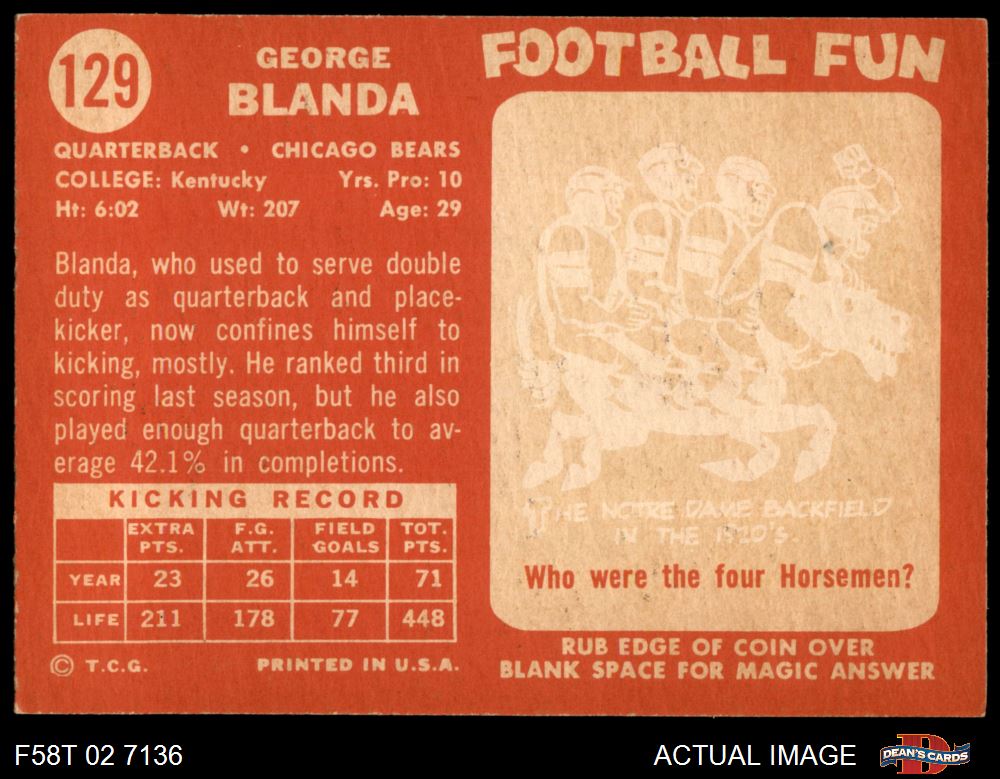 129
GEORGE
BLANDA
QUARTERBACK • CHICAGO BEARS
COLLEGE: Kentucky Yrs. Pro: 10
Ht: 6:02 Wt: 207 Age: 29
Blanda, who used to serve double
duty as quarterback and place-
kicker, now confines himself to
kicking, mostly. He ranked third in
scoring last season, but he also
played enough quarterback to av-
erage 42.1% in completions.
KICKING RECORD
EXTRA PTS. F.G. ATT. FIELD GOALS TOT. PTS.
YEAR 23 26 14 71
LIFE 211 178 77 448
© T.C.G. PRINTED IN U.S.A.
FOOTBALL FUN
THE NOTRE DAME BACKFIELD
IN THE 1920'S.
Who were the four Horsemen?
RUB EDGE OF COIN OVER
BLANK SPACE FOR MAGIC ANSWER
F58T 02 7136
ACTUAL IMAGE
DEAN'S CARDS